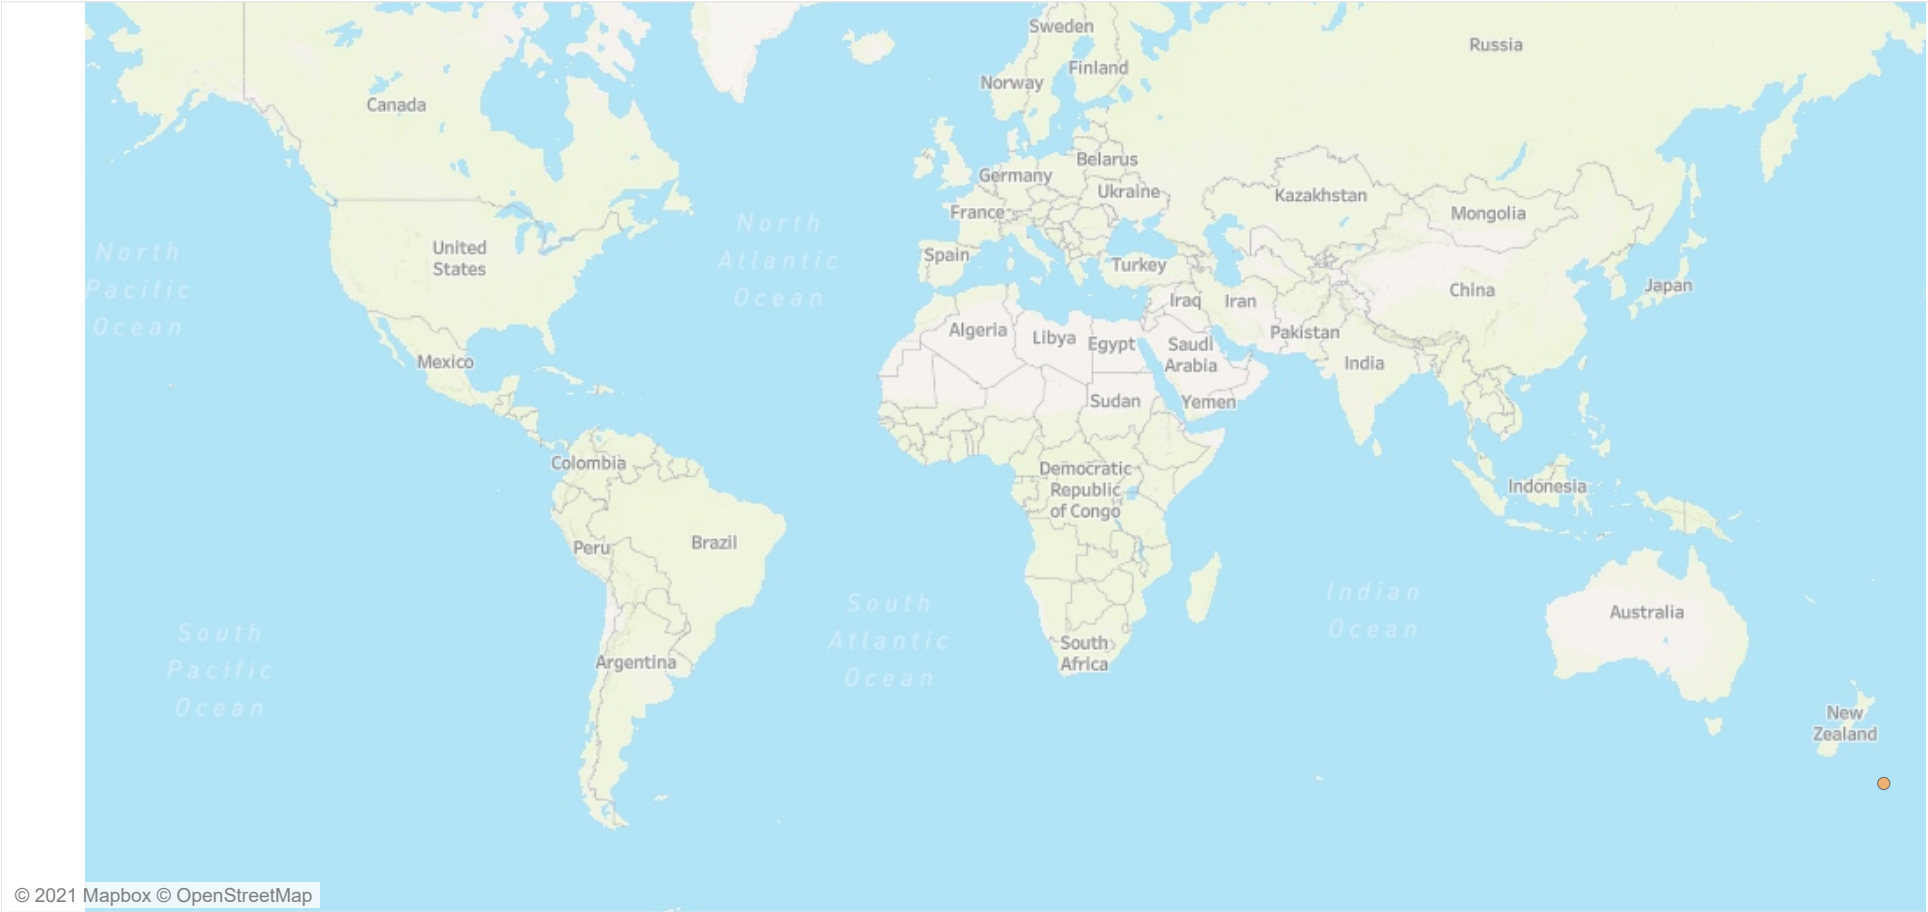 Sweden
Russia
Finland
Norway
Canada
Belarus
Germany
Ukraine
Kazakhstan
France
Mongolia
North
Atlantic
Ocean
North
Pacific
Ocean
United
States
Spain
Turkey
China
Japan
Iraq
Iran
Algeria
Libya
Egypt
Pakistan
Saudi
Arabia
India
Mexico
Sudan
Yemen
Colombia
Democratic
Republic
of Congo
Indonesia
Peru
Brazil
South
Atlantic
Ocean
Indian
Ocean
Australia
South
Pacific
Ocean
South
Africa
Argentina
New
Zealand
© 2021 Mapbox © OpenStreetMap